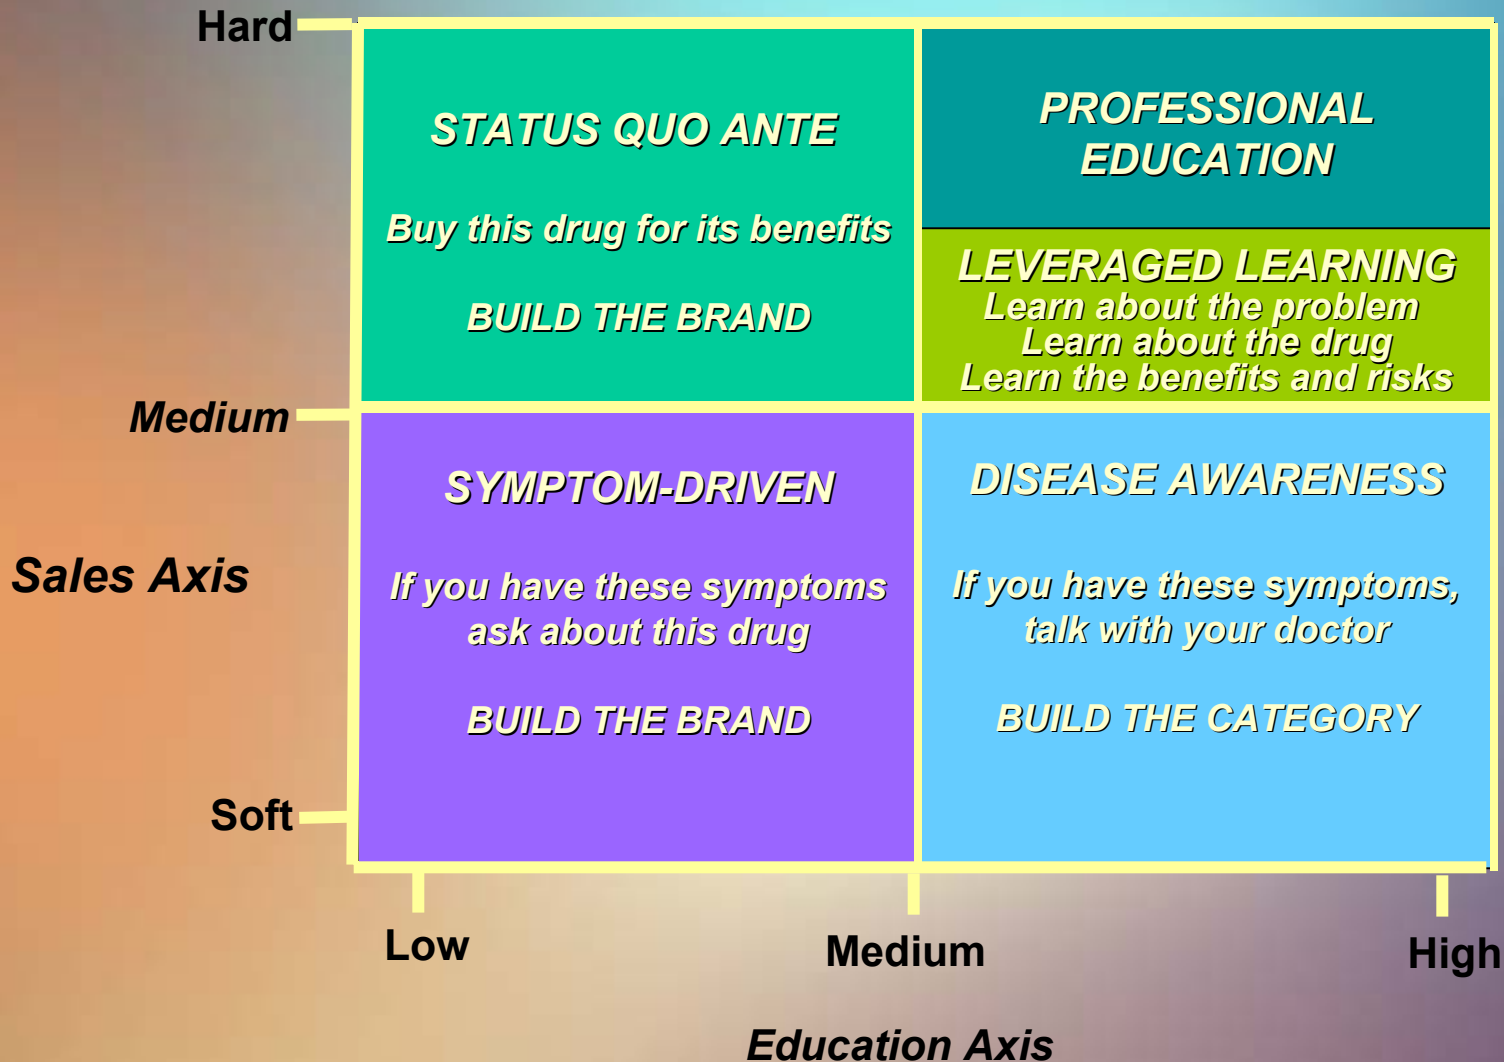 Hard
STATUS QUO ANTE
Buy this drug for its benefits
BUILD THE BRAND
PROFESSIONAL
EDUCATION
LEVERAGED LEARNING
Learn about the problem
Learn about the drug
Learn the benefits and risks
Medium
SYMPTOM-DRIVEN
If you have these symptoms
ask about this drug
BUILD THE BRAND
DISEASE AWARENESS
If you have these symptoms,
talk with your doctor
BUILD THE CATEGORY
Sales Axis
Soft
Low
Medium
High
Education Axis